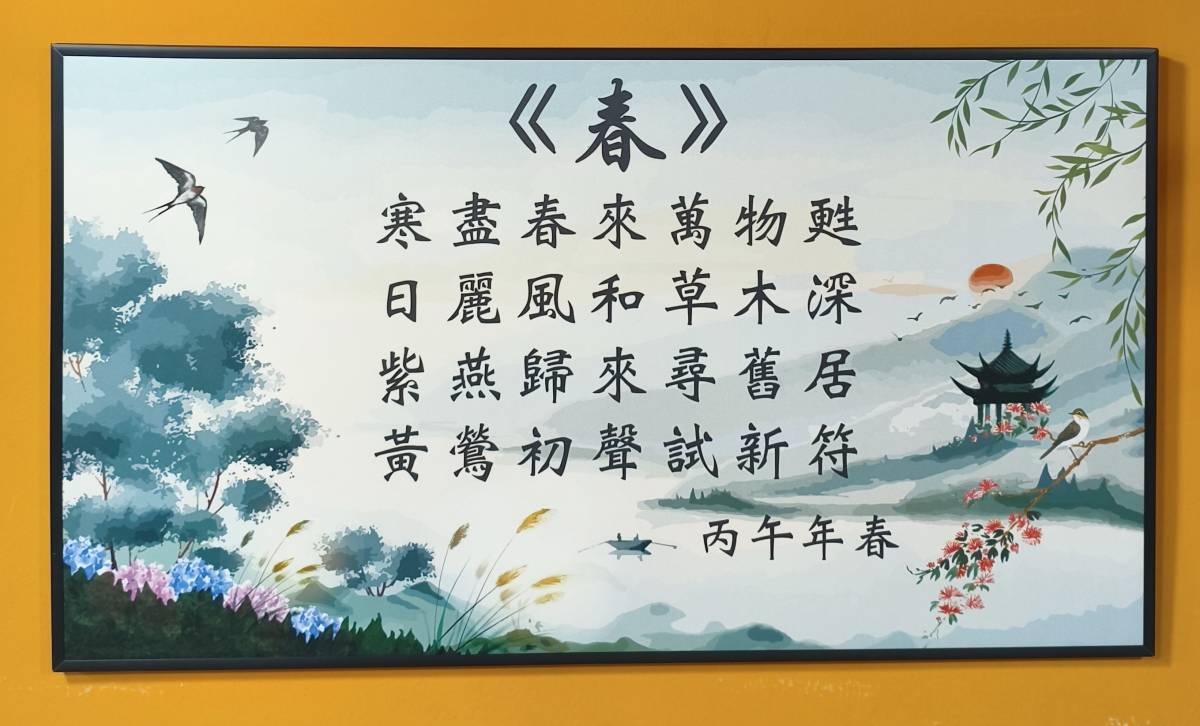 《春》
寒盡春來萬物甦
日麗風和草木深
紫燕歸來尋舊居
黃鶯初聲試新符
丙午年春